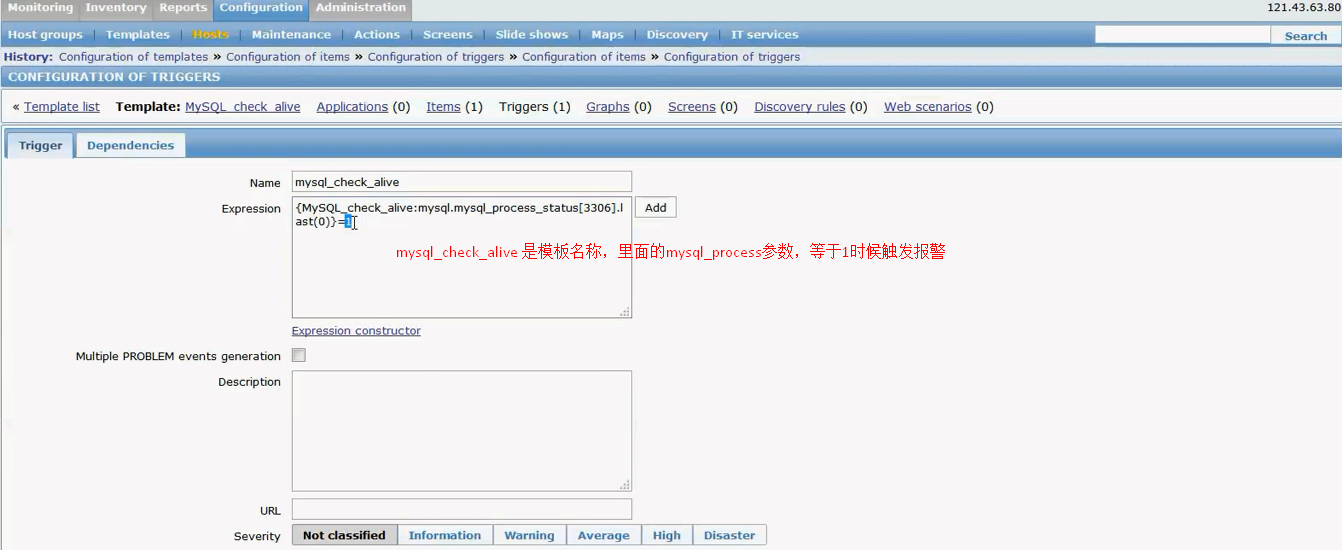 Monitoring Inventory Reports Configuration Administration 121.43.63.80
Host groups | Templates | Hosts | Maintenance | Actions | Screens | Slide shows | Maps | Discovery | IT services Search
History: Configuration of templates » Configuration of items » Configuration of triggers » Configuration of items » Configuration of triggers
CONFIGURATION OF TRIGGERS
« Template list Template: MySQL_check_alive Applications (0) Items (1) Triggers (1) Graphs (0) Screens (0) Discovery rules (0) Web scenarios (0)
Trigger Dependencies
Name mysql_check_alive
Expression {MySQL_check_alive:mysql.mysql_process_status[3306].l Add
ast(0)}=1
mysql_check_alive 是模板名称，里面的mysql_process参数，等于1时候触发报警
Expression constructor
Multiple PROBLEM events generation
Description
URL
Severity Not classified Information Warning Average High Disaster